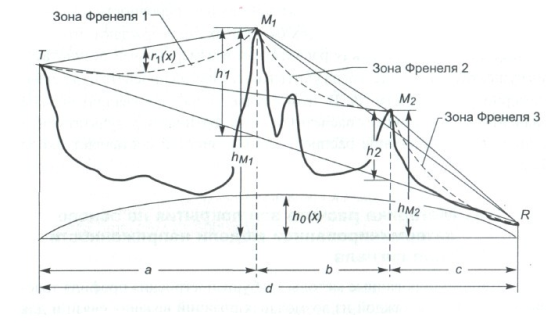 Зона Френеля 1
M1
T
r1(x)
h1
Зона Френеля 2
M2
Зона Френеля 3
hM1
h2
hM2
R
h0(x)
a
b
c
d